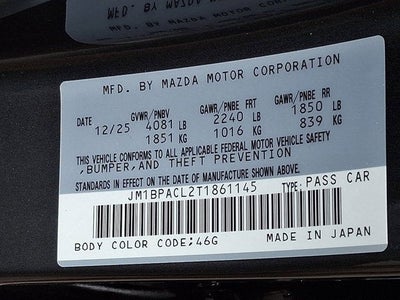 MFD. BY MAZDA MOTOR CORPORATION
GVWR/PNBV GAWR/PNBE FRT GAWR/PNBE RR
DATE 12/25 4081 LB 2240 LB 1850 LB
1851 KG 1016 KG 839 KG
THIS VEHICLE CONFORMS TO ALL APPLICABLE FEDERAL MOTOR VEHICLE SAFETY
,BUMPER,AND THEFT PREVENTION
STANDARDS IN EFFECT ON THE DATE OF MANUFACTURE SHOWN ABOVE.
JM1BPACL2T1861145 TYPE: PASS CAR
BODY COLOR CODE:46G MADE IN JAPAN